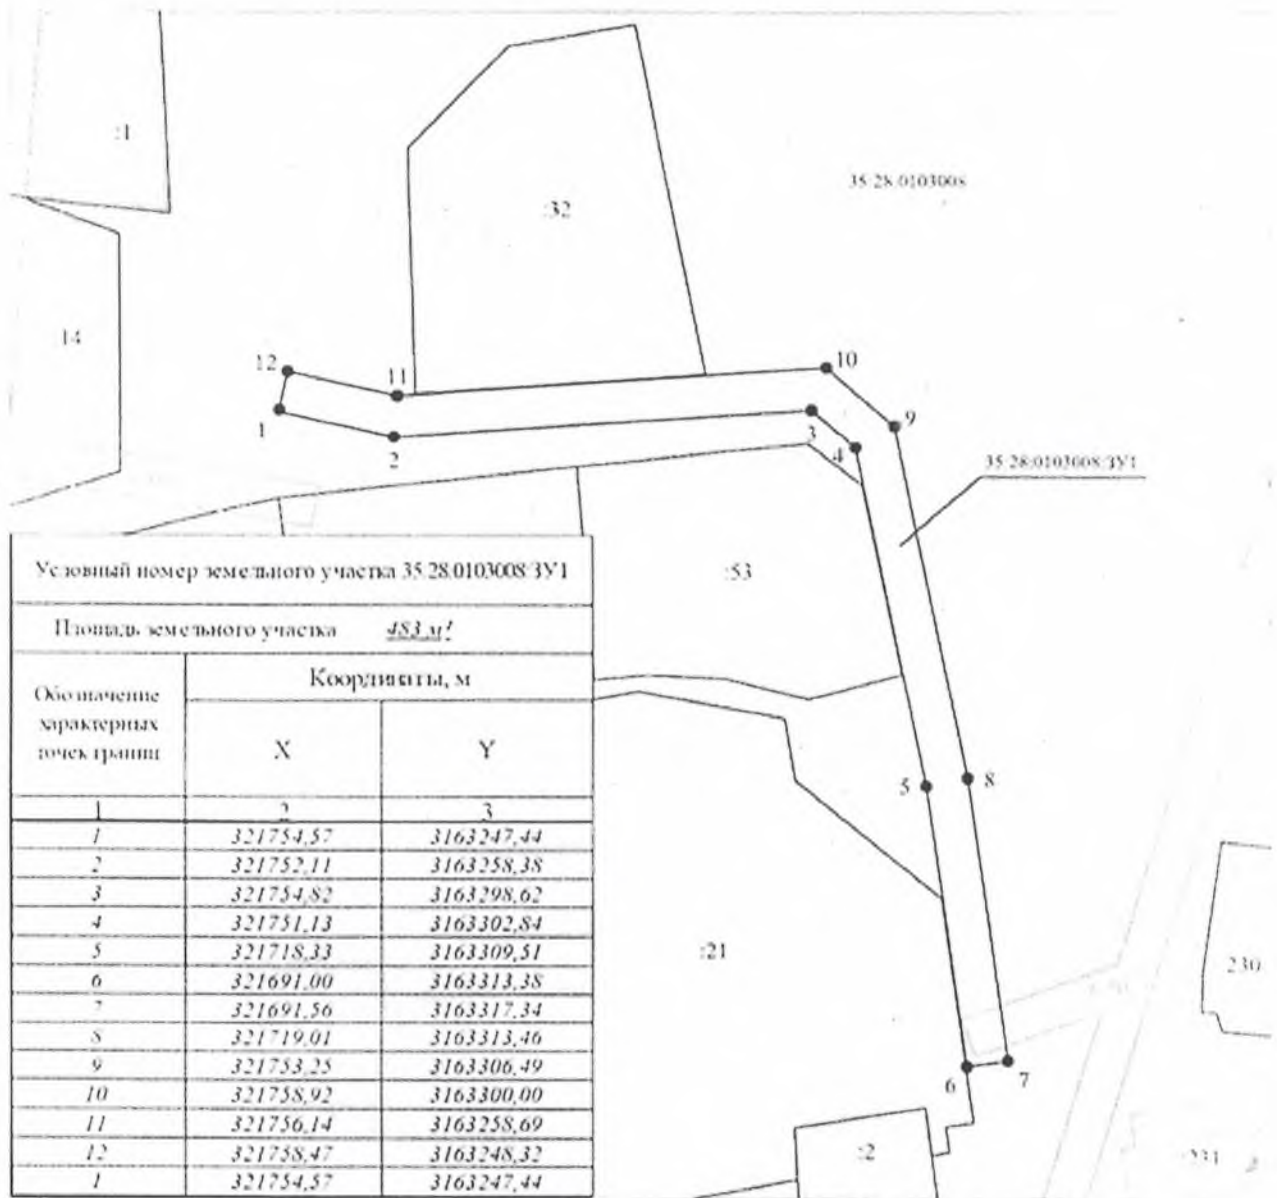 :1
35:28:0103008
:32
14
12
11
10
9
1
2
3
4
35:28:0103008:ЗУ1
:53
Условный номер земельного участка 35:28:0103008:ЗУ1
Площадь земельного участка 483 м²
Обозначение характерных точек границ
Координаты, м
X Y
1 2 3
1 321754,57 3163247,44
2 321752,11 3163258,38
3 321754,82 3163298,62
4 321751,13 3163302,84
5 321718,33 3163309,51
6 321691,00 3163313,38
7 321691,56 3163317,34
8 321719,01 3163313,46
9 321753,25 3163306,49
10 321758,92 3163300,00
11 321756,14 3163258,69
12 321758,47 3163248,32
1 321754,57 3163247,44
5
8
:21
230
6
7
:2
:231